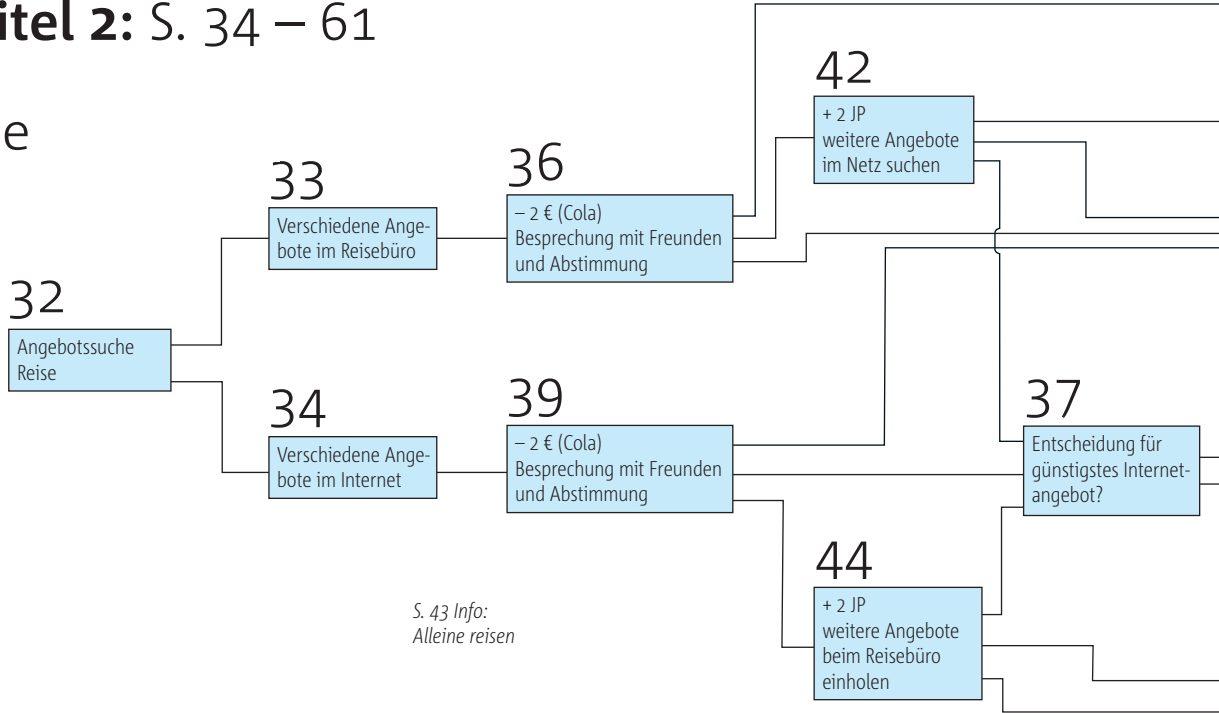 itel 2: S. 34 – 61
e
32
Angebotssuche
Reise
33
Verschiedene Ange-
bote im Reisebüro
34
Verschiedene Ange-
bote im Internet
36
– 2 € (Cola)
Besprechung mit Freunden
und Abstimmung
39
– 2 € (Cola)
Besprechung mit Freunden
und Abstimmung
S. 43 Info:
Alleine reisen
42
+ 2 JP
weitere Angebote
im Netz suchen
44
+ 2 JP
weitere Angebote
beim Reisebüro
einholen
37
Entscheidung für
günstigstes Internet-
angebot?